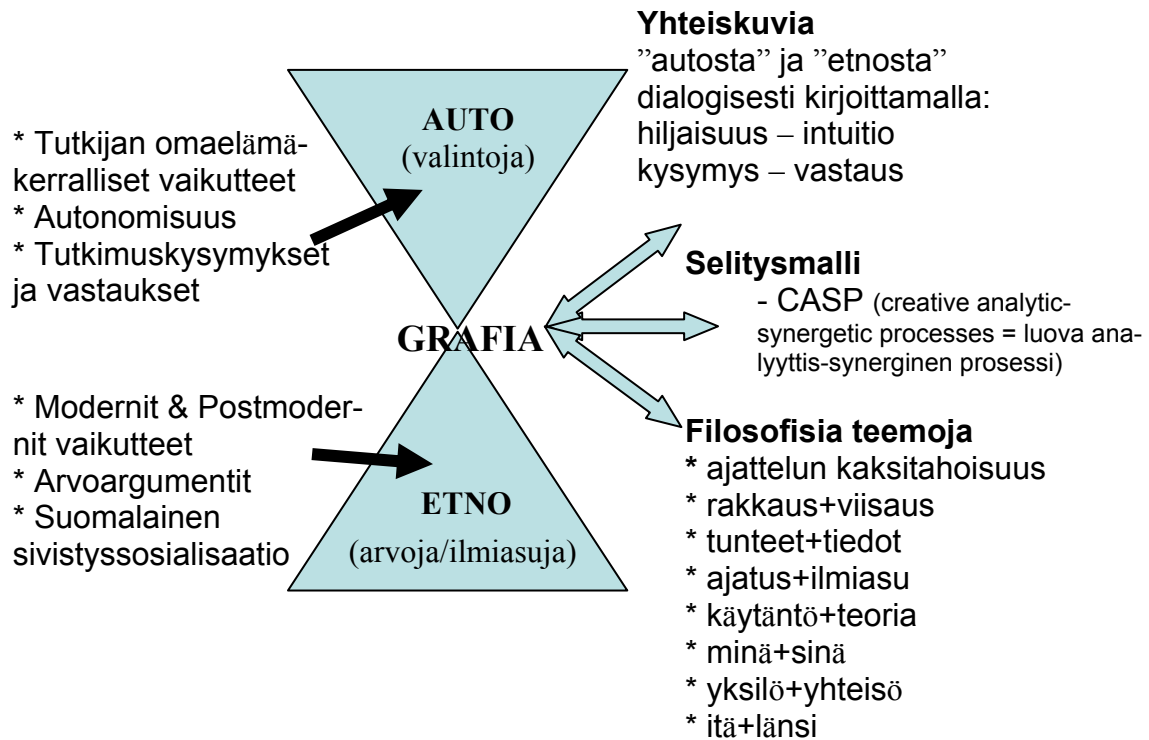 Yhteiskuvia
”autosta” ja ”etnosta”
dialogisesti kirjoittamalla:
hiljaisuus – intuitio
kysymys – vastaus
AUTO
(valintoja)
* Tutkijan omaelämä-
kerralliset vaikutteet
* Autonomisuus
* Tutkimuskysymykset
ja vastaukset
Selitysmalli
- CASP (creative analytic-
synergetic processes = luova ana-
lyyttis-synerginen prosessi)
GRAFIA
* Modernit & Postmoder-
nit vaikutteet
* Arvoargumentit
* Suomalainen
sivistyssosialisaatio
ETNO
(arvoja/ilmiasuja)
Filosofisia teemoja
* ajattelun kaksitahoisuus
* rakkaus+viisaus
* tunteet+tiedot
* ajatus+ilmiasu
* käytäntö+teoria
* minä+sinä
* yksilö+yhteisö
* itä+länsi